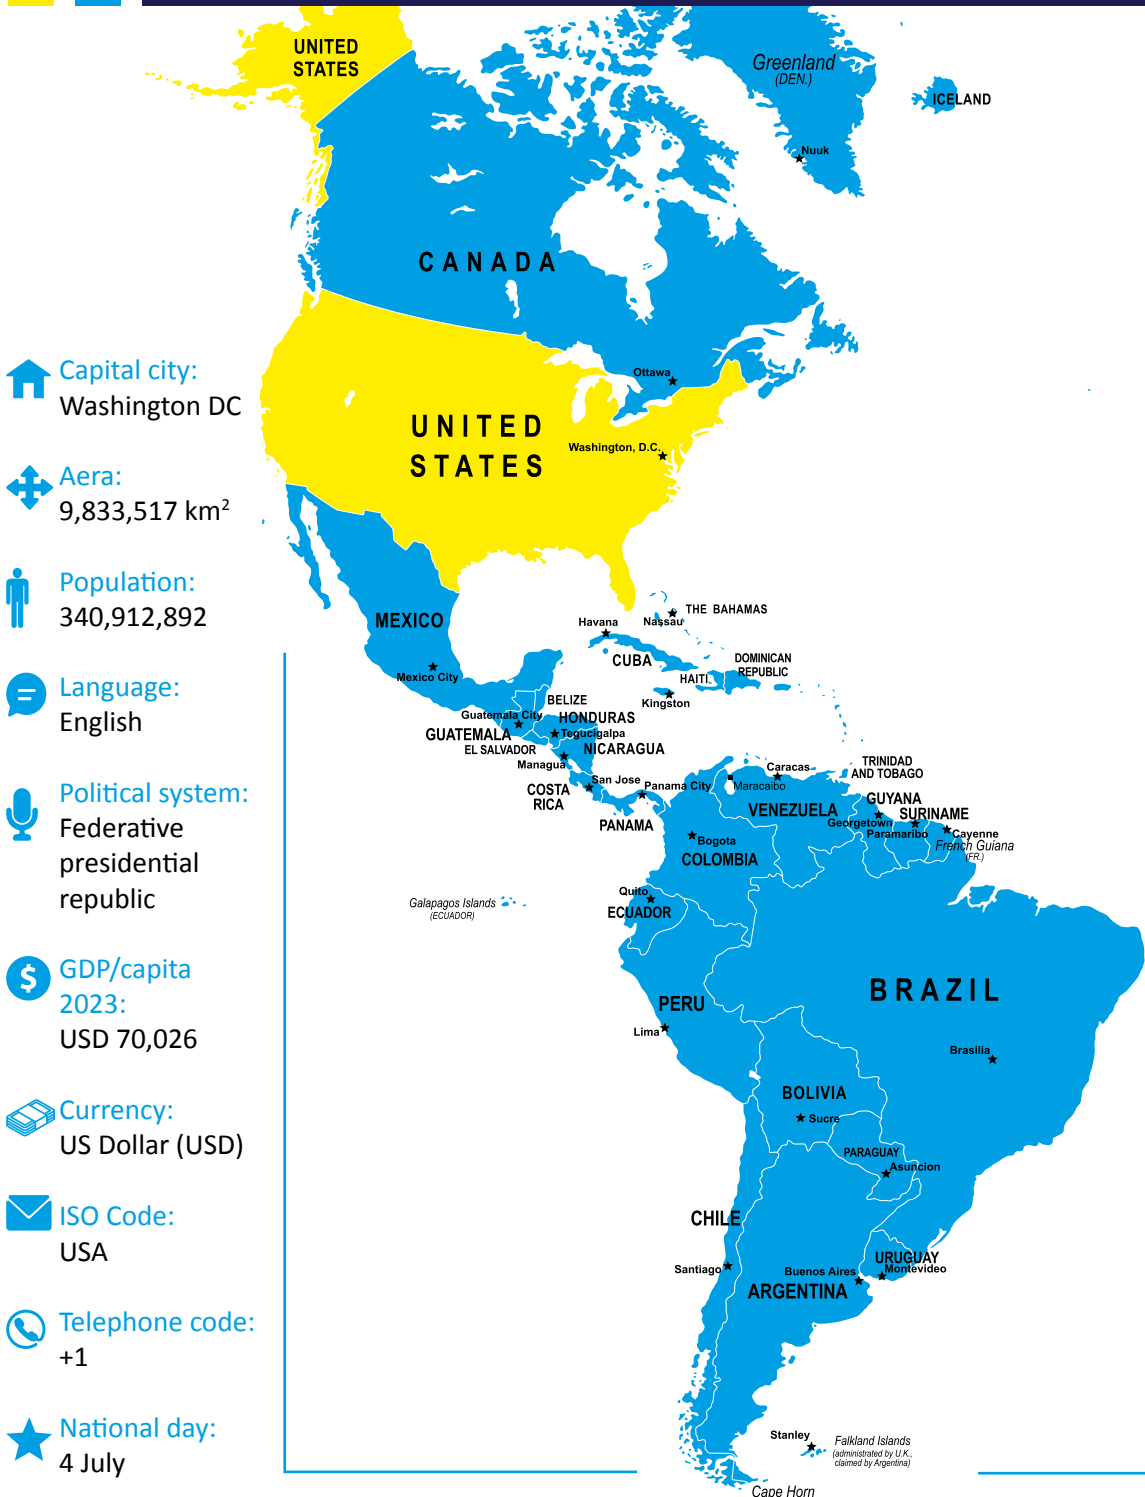 UNITED
STATES
Greenland
(DEN.)
ICELAND
Nuuk
CANADA
Ottawa
UNITED
STATES
Washington, D.C.
Capital city:
Washington DC
Aera:
9,833,517 km²
Population:
340,912,892
Language:
English
Political system:
Federative
presidential
republic
GDP/capita
2023:
USD 70,026
Currency:
US Dollar (USD)
ISO Code:
USA
Telephone code:
+1
National day:
4 July
MEXICO
Mexico City
Havana
Nassau
THE BAHAMAS
CUBA
DOMINICAN
REPUBLIC
HAITI
Kingston
BELIZE
Guatemala City
HONDURAS
GUATEMALA
Tegucigalpa
EL SALVADOR
NICARAGUA
Managua
COSTA
RICA
San Jose
Panama City
PANAMA
Caracas
Maracaibo
TRINIDAD
AND TOBAGO
VENEZUELA
GUYANA
Georgetown
SURINAME
Paramaribo
Cayenne
French Guiana
(FR.)
Bogota
COLOMBIA
Galapagos Islands
(ECUADOR)
Quito
ECUADOR
PERU
Lima
BRAZIL
Brasilia
BOLIVIA
Sucre
PARAGUAY
Asuncion
CHILE
Santiago
URUGUAY
Montevideo
Buenos Aires
ARGENTINA
Stanley
Falkland Islands
(administrated by U.K.,
claimed by Argentina)
Cape Horn